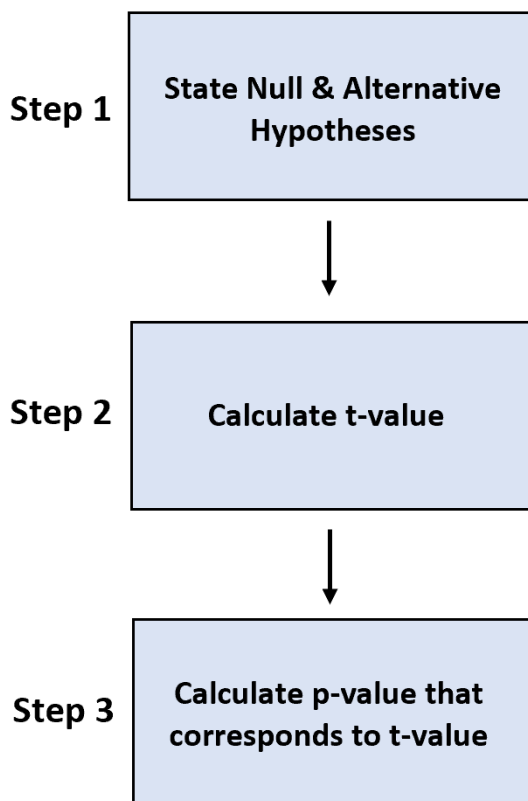 Step 1
State Null & Alternative
Hypotheses
Step 2
Calculate t-value
Step 3
Calculate p-value that
corresponds to t-value